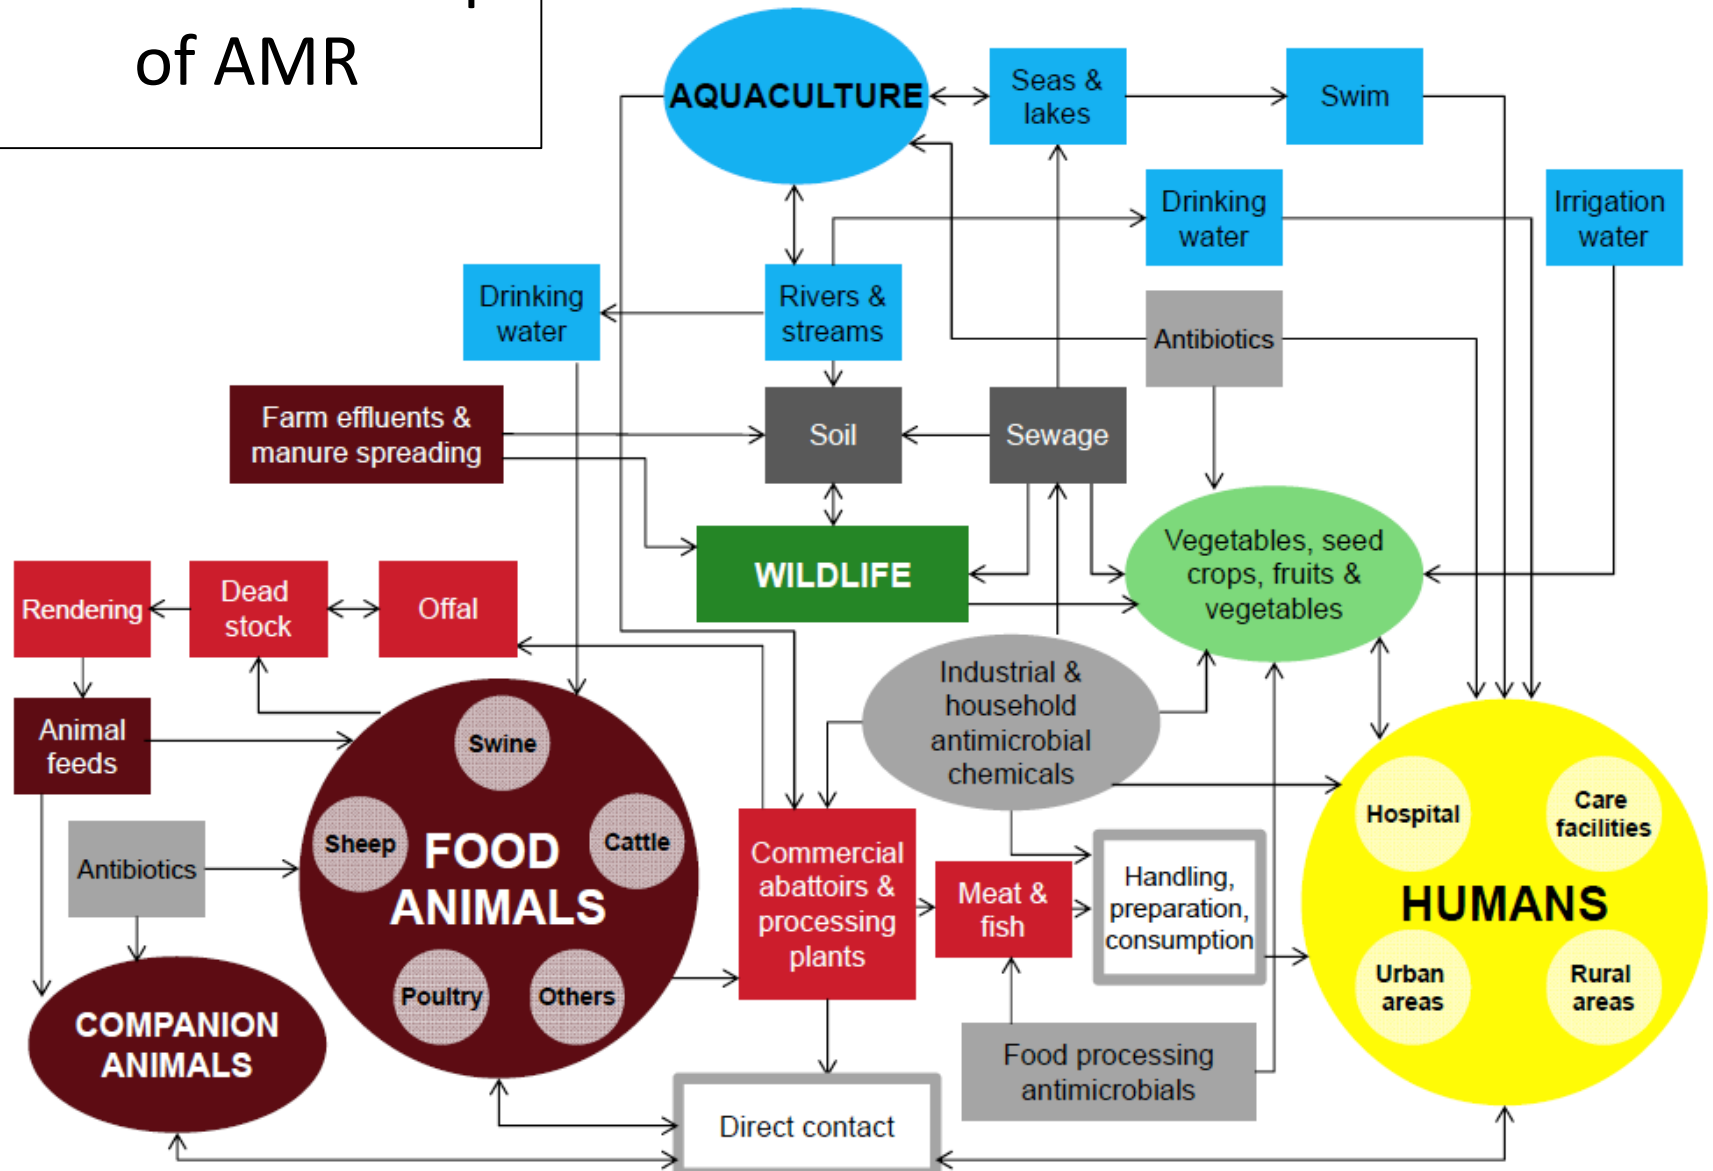 of AMR
AQUACULTURE
Seas &
lakes
Swim
Drinking
water
Irrigation
water
Drinking
water
Rivers &
streams
Antibiotics
Farm effluents &
manure spreading
Soil
Sewage
WILDLIFE
Vegetables, seed
crops, fruits &
vegetables
Rendering
Dead
stock
Offal
Industrial &
household
antimicrobial
chemicals
Animal
feeds
Swine
Sheep
Cattle
FOOD
ANIMALS
Poultry
Others
Antibiotics
COMPANION
ANIMALS
Commercial
abattoirs &
processing
plants
Meat &
fish
Handling,
preparation,
consumption
Hospital
Care
facilities
HUMANS
Urban
areas
Rural
areas
Food processing
antimicrobials
Direct contact